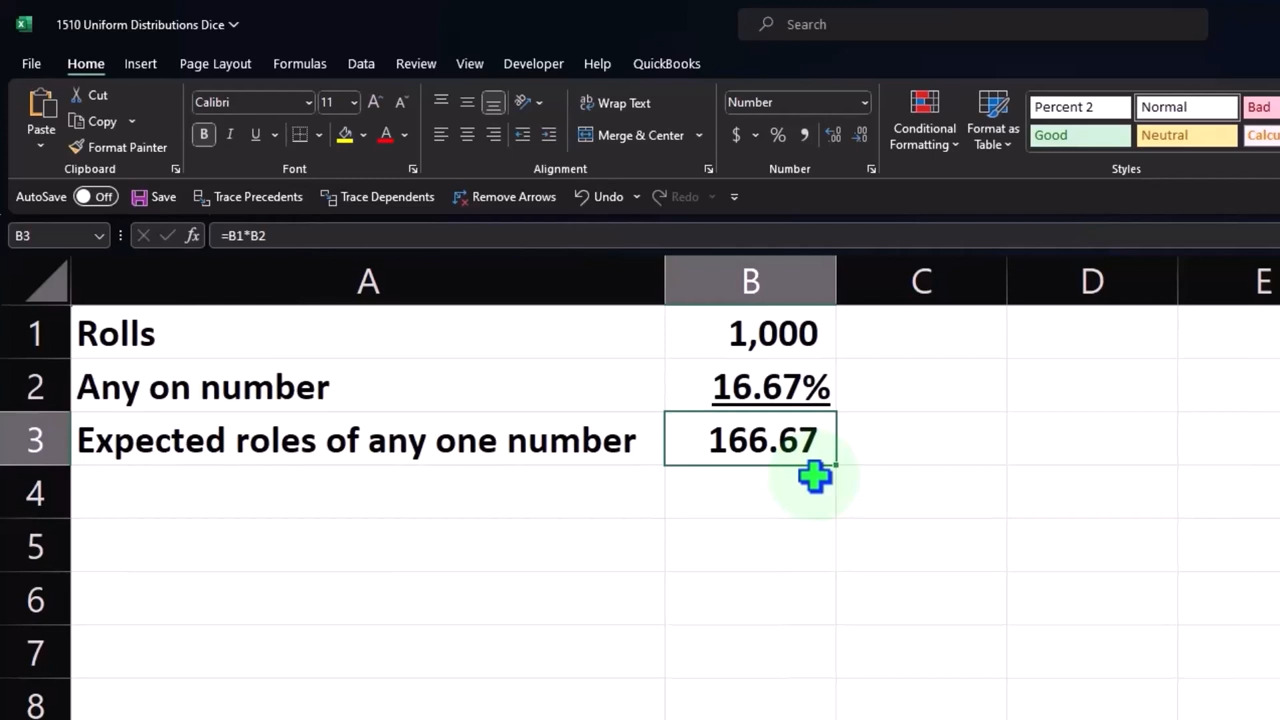 1510 Uniform Distributions Dice
Search
File Home Insert Page Layout Formulas Data Review View Developer Help QuickBooks
Paste
Cut
Copy
Format Painter
Clipboard
Calibri 11
B I U
Font
Wrap Text
Merge & Center
Alignment
Number
$ % ,
Number
Conditional Formatting
Format as Table
Percent 2 Normal Bad
Good Neutral Calcu
Styles
AutoSave Off Save Trace Precedents Trace Dependents Remove Arrows Undo Redo
B3 fx =B1*B2
A B C D E
1 Rolls 1,000
2 Any on number 16.67%
3 Expected roles of any one number 166.67
4
5
6
7
8